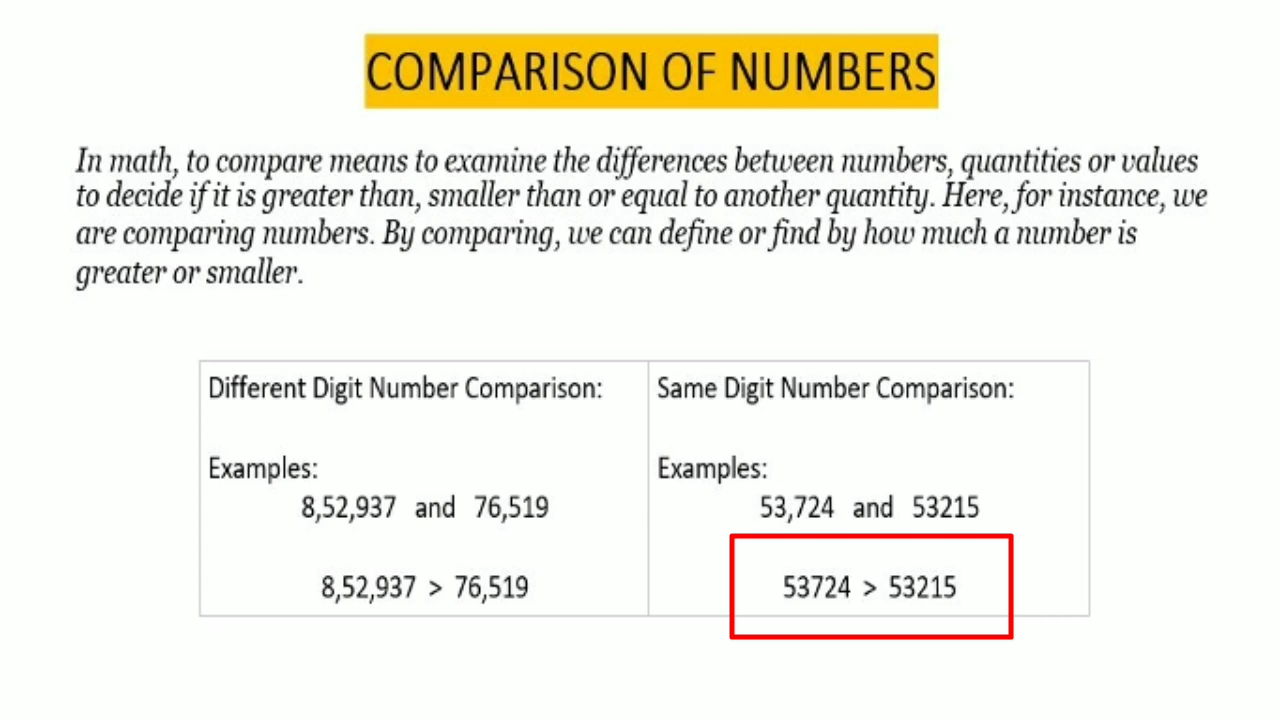 COMPARISON OF NUMBERS
In math, to compare means to examine the differences between numbers, quantities or values
to decide if it is greater than, smaller than or equal to another quantity. Here, for instance, we
are comparing numbers. By comparing, we can define or find by how much a number is
greater or smaller.
Different Digit Number Comparison:
Examples:
8,52,937 and 76,519
8,52,937 > 76,519
Same Digit Number Comparison:
Examples:
53,724 and 53215
53724 > 53215